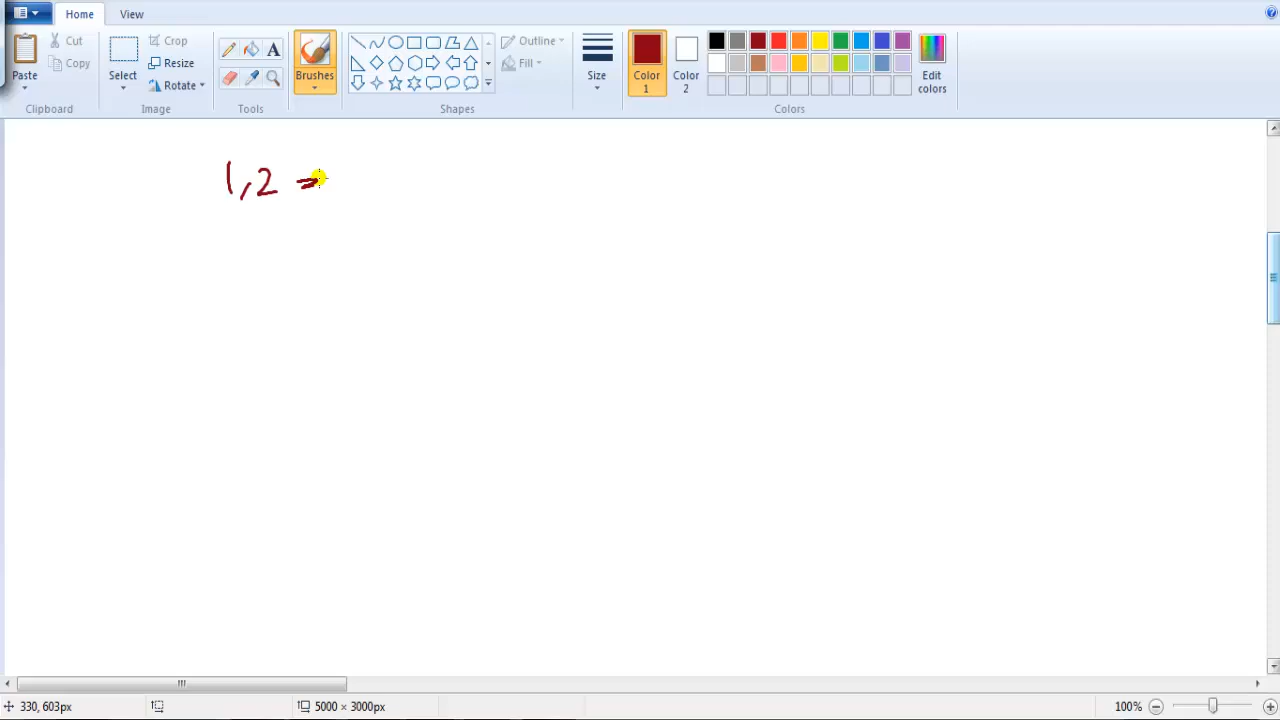 Home View
Cut
Copy
Paste
Clipboard
Select
Crop
Resize
Rotate
Image
A
Tools
Brushes
Shapes
Outline
Fill
Size
Color 1
Color 2
Edit colors
Colors
1,2 =
330, 603px
5000 × 3000px
100%